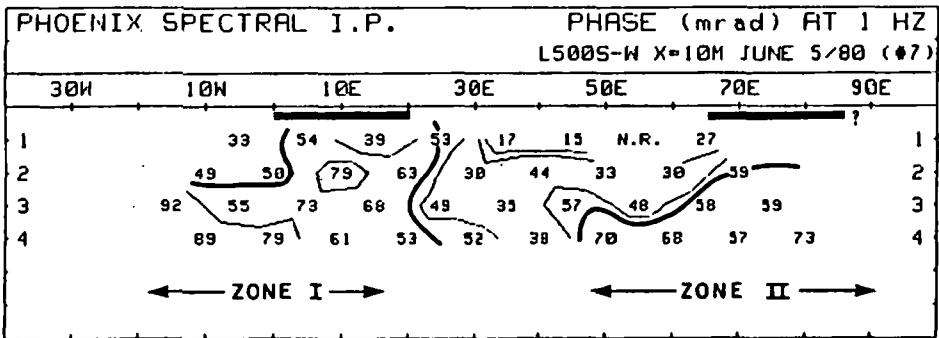 PHOENIX SPECTRAL I.P. PHASE (mrad) AT 1 HZ
L500S-W X=10M JUNE 5/80 (#7)
30W 10W 10E 30E 50E 70E 90E
?
1 33 54 39 53 17 15 N.R. 27 1
2 49 50 79 63 30 44 33 30 39 2
3 92 55 73 68 49 35 57 48 58 59 3
4 89 79 61 53 52 38 70 68 57 73 4
ZONE I ZONE II